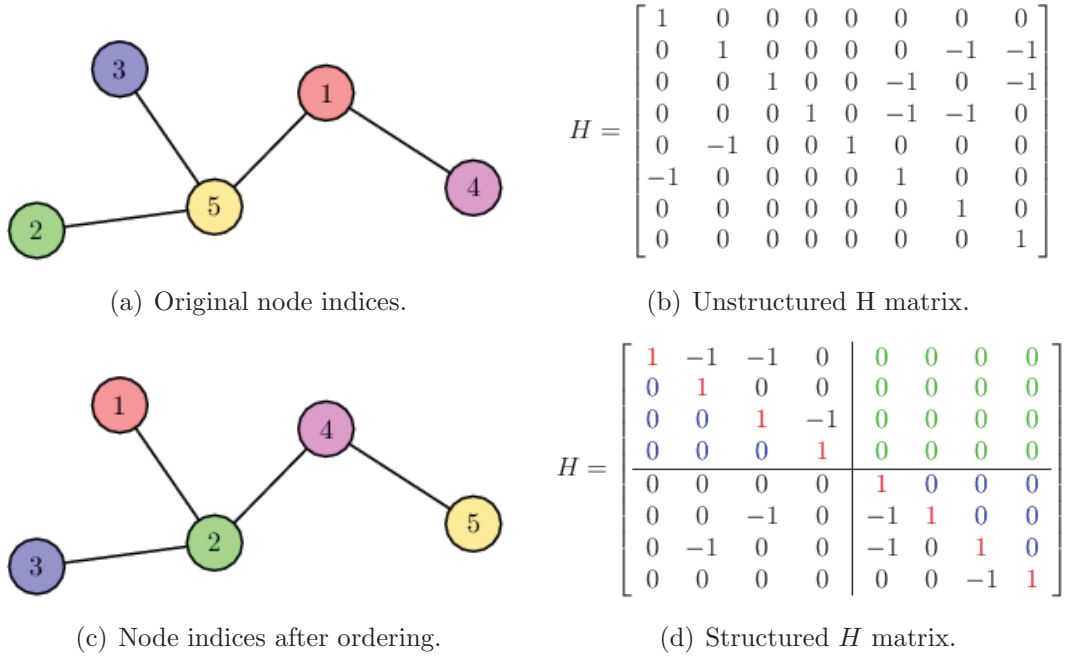 3
1
4
5
2
H =
1 0 0 0 0 0 0 0
0 1 0 0 0 0 −1 −1
0 0 1 0 0 −1 0 −1
0 0 0 1 0 −1 −1 0
0 −1 0 0 1 0 0 0
−1 0 0 0 0 1 0 0
0 0 0 0 0 0 1 0
0 0 0 0 0 0 0 1
(a) Original node indices.
(b) Unstructured H matrix.
1
4
5
2
3
H =
1 −1 −1 0 0 0 0 0
0 1 0 0 0 0 0 0
0 0 1 −1 0 0 0 0
0 0 0 1 0 0 0 0
0 0 0 0 1 0 0 0
0 0 −1 0 −1 1 0 0
0 −1 0 0 −1 0 1 0
0 0 0 0 0 0 −1 1
(c) Node indices after ordering.
(d) Structured H matrix.